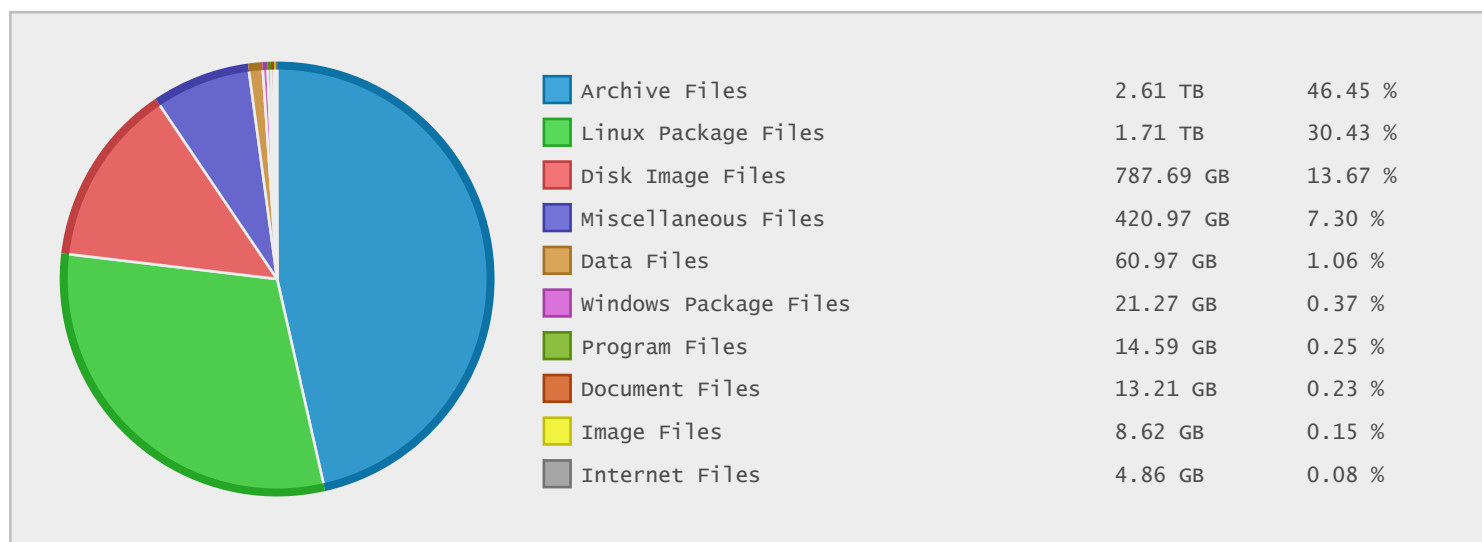 Archive Files 2.61 TB 46.45 %
Linux Package Files 1.71 TB 30.43 %
Disk Image Files 787.69 GB 13.67 %
Miscellaneous Files 420.97 GB 7.30 %
Data Files 60.97 GB 1.06 %
Windows Package Files 21.27 GB 0.37 %
Program Files 14.59 GB 0.25 %
Document Files 13.21 GB 0.23 %
Image Files 8.62 GB 0.15 %
Internet Files 4.86 GB 0.08 %